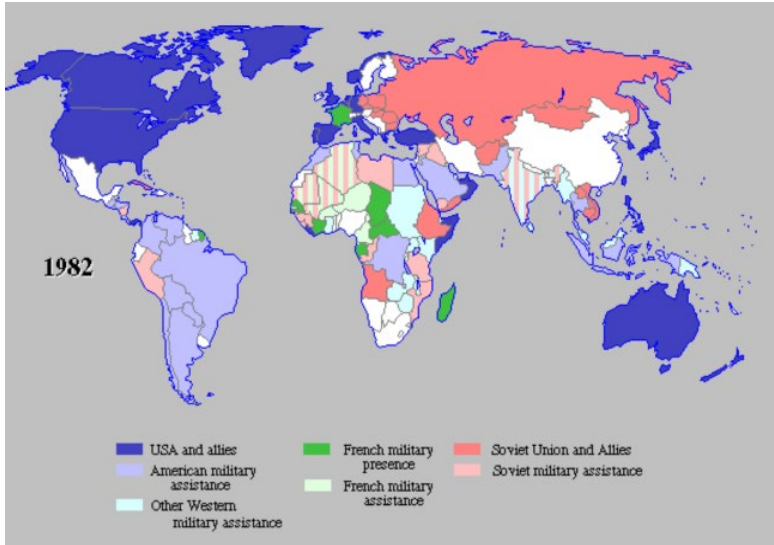 1982
USA and allies
American military
assistance
Other Western
military assistance
French military
presence
French military
assistance
Soviet Union and Allies
Soviet military assistance